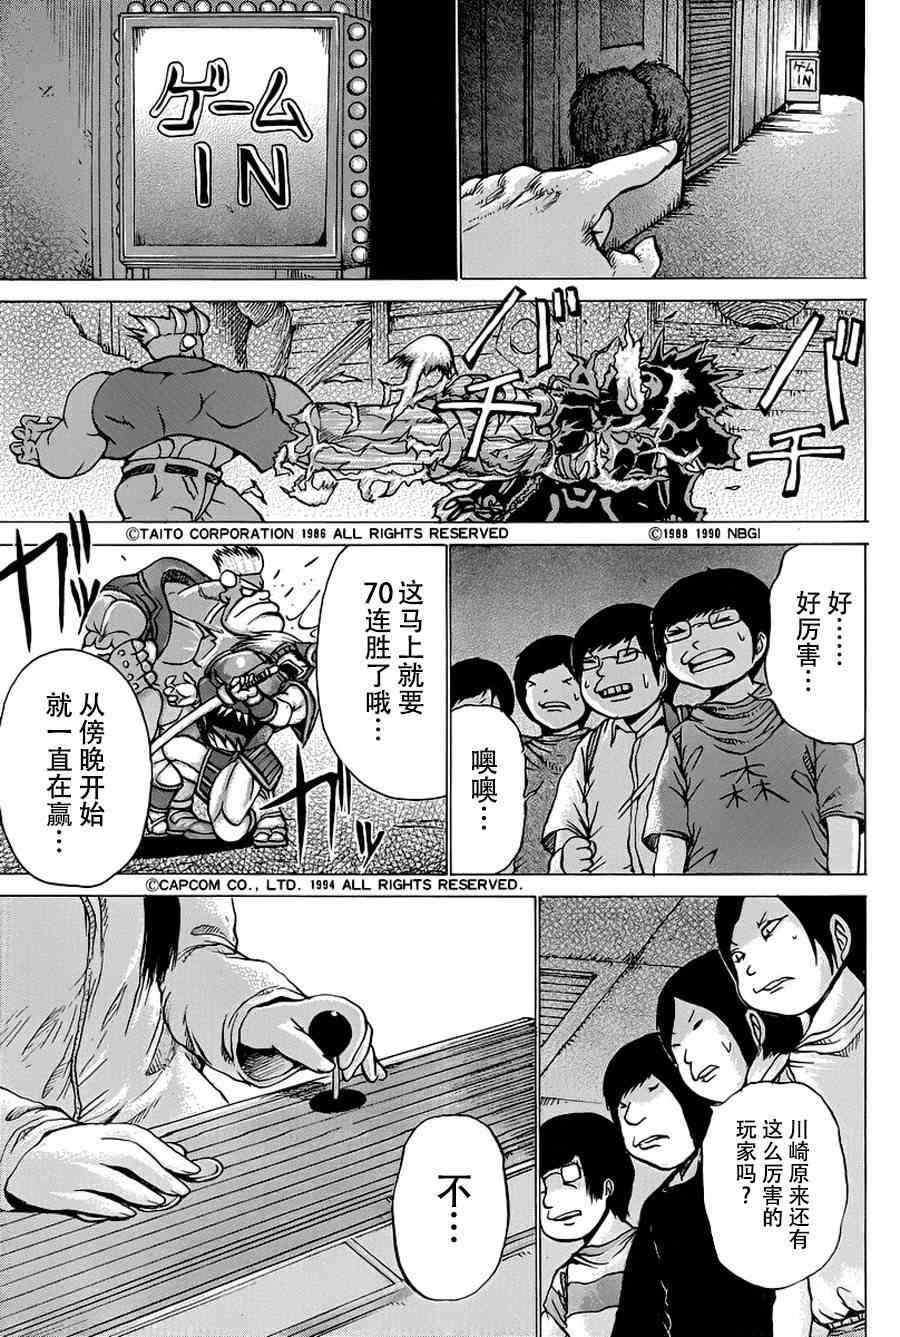 ゲーム
IN
ゲーム
IN
バチ
バチ
©TAITO CORPORATION 1986 ALL RIGHTS RESERVED
©1988 1990 NBGI
好……
好厉害…
噢噢…
这马上就要
70连胜了哦…
从傍晚开始
就一直在赢…
ガッ
ガッ
森
©CAPCOM CO., LTD. 1994 ALL RIGHTS RESERVED.
川崎原来还有
这么厉害的
玩家吗?
不…